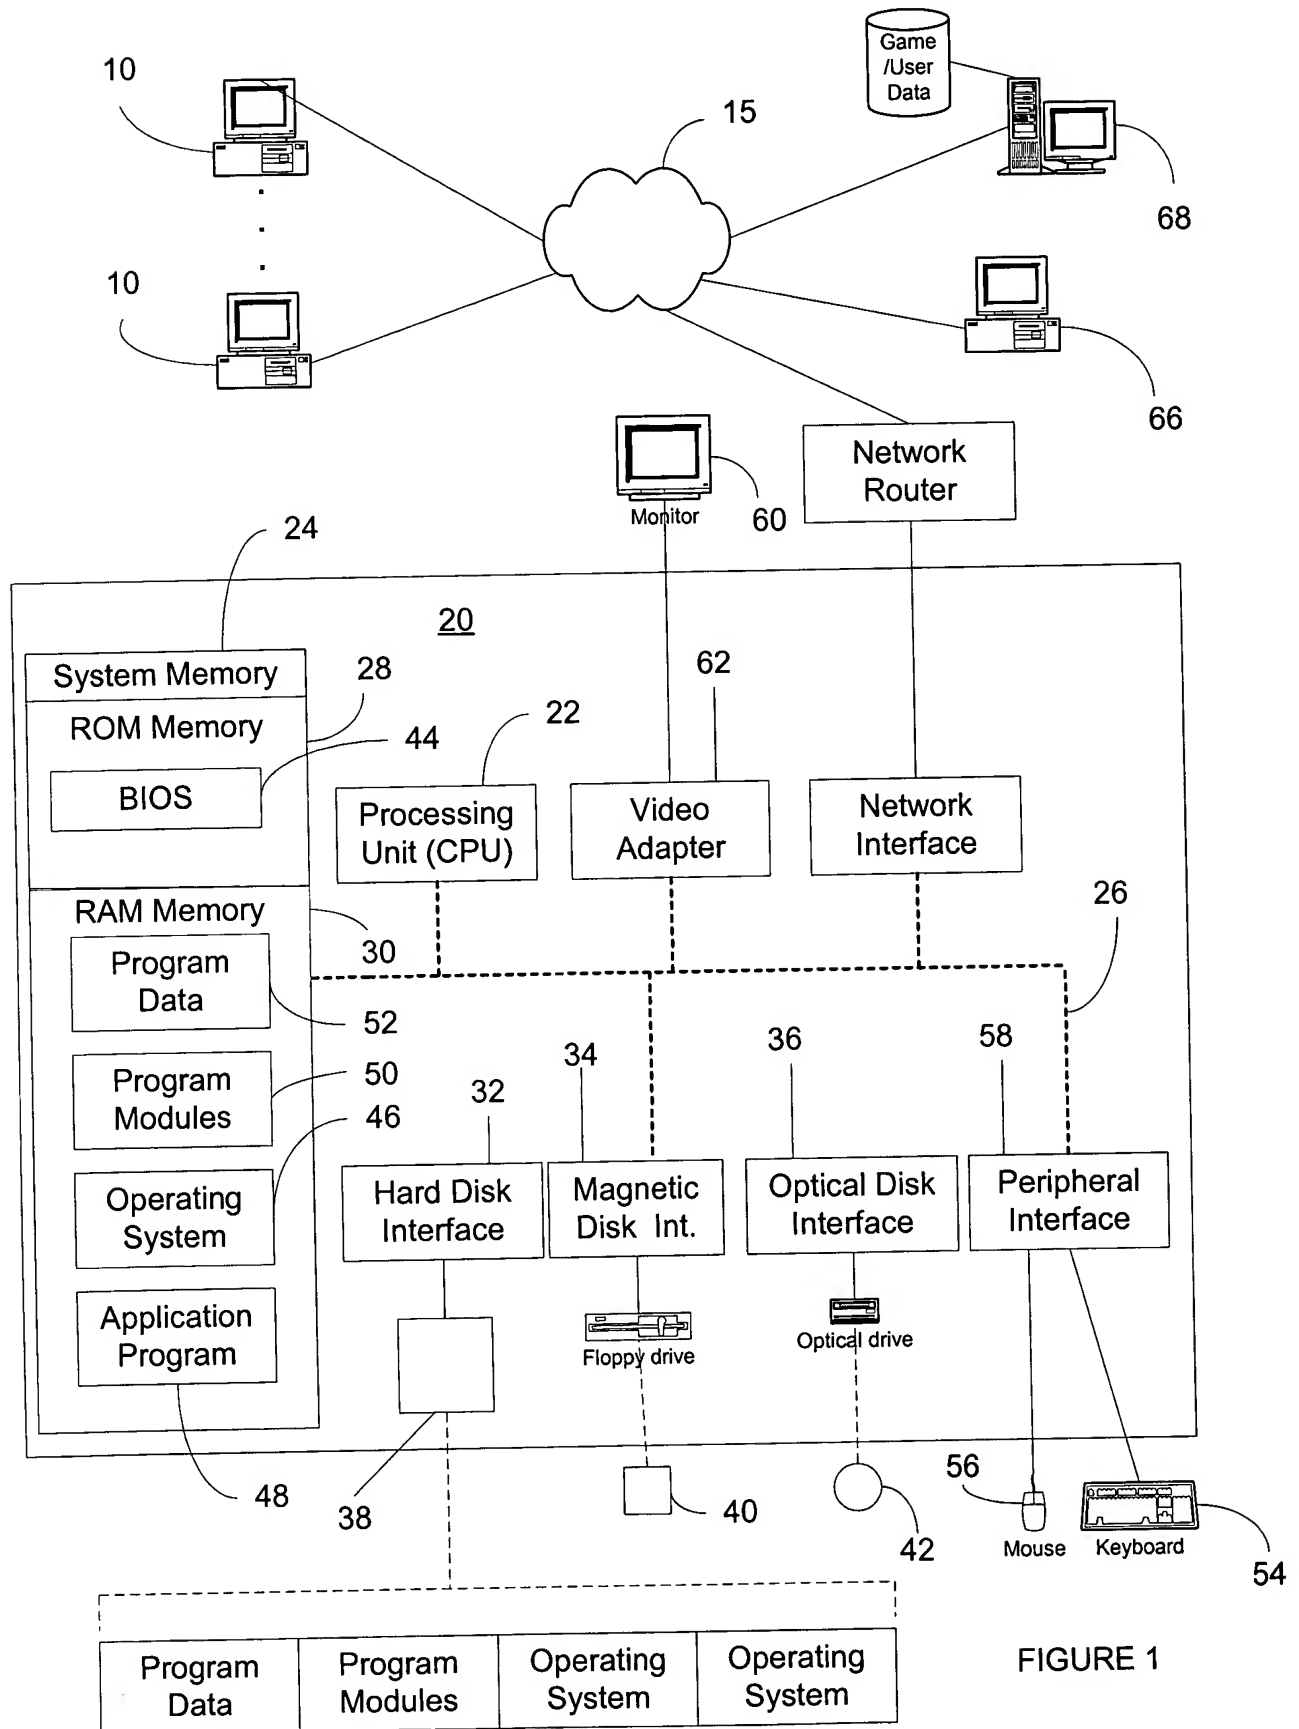 Game
/User
Data
10
15
68
10
66
Network
Router
Monitor
60
24
20
System Memory
28
62
ROM Memory
44
22
BIOS
Processing
Unit (CPU)
Video
Adapter
Network
Interface
RAM Memory
30
26
Program
Data
52
Program
Modules
50
34
36
58
32
46
Operating
System
Hard Disk
Interface
Magnetic
Disk Int.
Optical Disk
Interface
Peripheral
Interface
Application
Program
Floppy drive
Optical drive
48
38
40
42
56
Mouse
Keyboard
54
Program
Data
Program
Modules
Operating
System
Operating
System
FIGURE 1